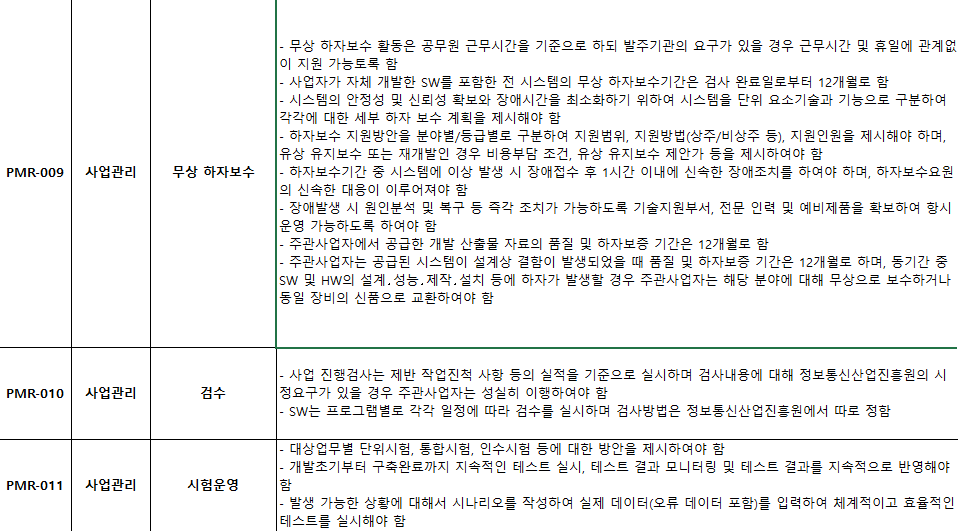 - 무상 하자보수 활동은 공무원 근무시간을 기준으로 하되 발주기관의 요구가 있을 경우 근무시간 및 휴일에 관계없
이 지원 가능토록 함
- 사업자가 자체 개발한 SW를 포함한 전 시스템의 무상 하자보수기간은 검사 완료일로부터 12개월로 함
- 시스템의 안정성 및 신뢰성 확보와 장애시간을 최소화하기 위하여 시스템을 단위 요소기술과 기능으로 구분하여
각각에 대한 세부 하자 보수 계획을 제시해야 함
- 하자보수 지원방안을 분야별/등급별로 구분하여 지원범위, 지원방법(상주/비상주 등), 지원인원을 제시해야 하며,
유상 유지보수 또는 재개발인 경우 비용부담 조건, 유상 유지보수 제안가 등을 제시하여야 함
PMR-009 사업관리 무상 하자보수
- 하자보수기간 중 시스템에 이상 발생 시 장애접수 후 1시간 이내에 신속한 장애조치를 하여야 하며, 하자보수요원
의 신속한 대응이 이루어져야 함
- 장애발생 시 원인분석 및 복구 등 즉각 조치가 가능하도록 기술지원부서, 전문 인력 및 예비제품을 확보하여 항시
운영 가능하도록 하여야 함
- 주관사업자에서 공급한 개발 산출물 자료의 품질 및 하자보증 기간은 12개월로 함
- 주관사업자는 공급된 시스템이 설계상 결함이 발생되었을 때 품질 및 하자보증 기간은 12개월로 하며, 동기간 중
SW 및 HW의 설계․성능․제작․설치 등에 하자가 발생할 경우 주관사업자는 해당 분야에 대해 무상으로 보수하거나
동일 장비의 신품으로 교환하여야 함
PMR-010 사업관리 검수
- 사업 진행검사는 제반 작업진척 사항 등의 실적을 기준으로 실시하며 검사내용에 대해 정보통신산업진흥원의 시
정요구가 있을 경우 주관사업자는 성실히 이행하여야 함
- SW는 프로그램별로 각각 일정에 따라 검수를 실시하며 검사방법은 정보통신산업진흥원에서 따로 정함
PMR-011 사업관리 시험운영
- 대상업무별 단위시험, 통합시험, 인수시험 등에 대한 방안을 제시하여야 함
- 개발초기부터 구축완료까지 지속적인 테스트 실시, 테스트 결과 모니터링 및 테스트 결과를 지속적으로 반영해야
함
- 발생 가능한 상황에 대해서 시나리오를 작성하여 실제 데이터(오류 데이터 포함)를 입력하여 체계적이고 효율적인
테스트를 실시해야 함